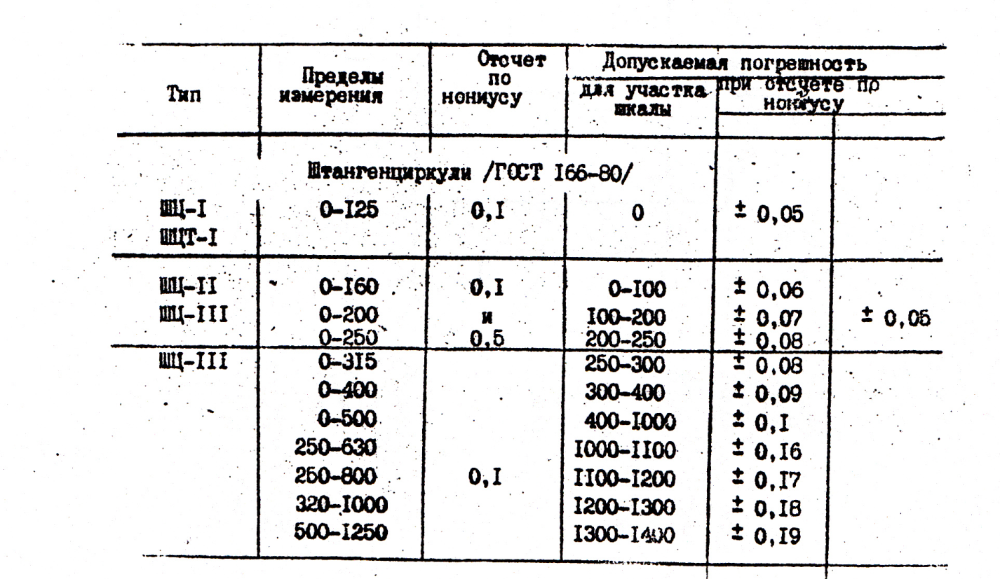 Тип Пределы измерения Отсчет по нониусу Допускаемая погрешность
для участка шкалы при отсчете по нониусу
Штангенциркули /ГОСТ I66-80/
ШЦ-I 0-I25 0,I 0 ± 0,05
ШЦТ-I
ШЦ-II 0-I60 0,I 0-I00 ± 0,06
ШЦ-III 0-200 и I00-200 ± 0,07 ± 0,05
0-250 0,5 200-250 ± 0,08
ШЦ-III 0-3I5 250-300 ± 0,08
0-400 300-400 ± 0,09
0-500 400-I000 ± 0,I
250-630 I000-II00 ± 0,I6
250-800 0,I II00-I200 ± 0,I7
320-I000 I200-I300 ± 0,I8
500-I250 I300-I400 ± 0,I9